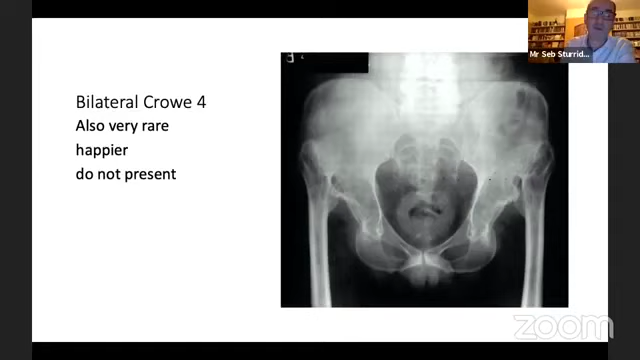 Bilateral Crowe 4
Also very rare
happier
do not present
Mr Seb Sturrid...
zoom